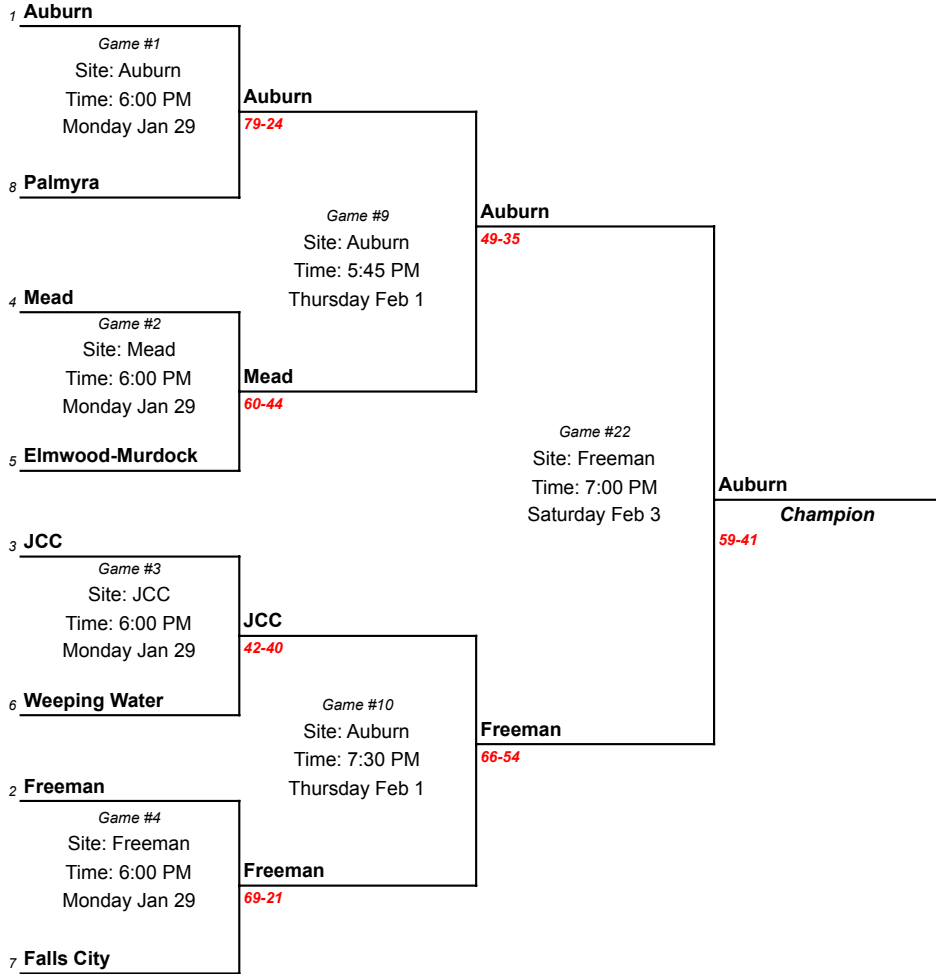 1 Auburn
Game #1
Site: Auburn
Time: 6:00 PM
Monday Jan 29
8 Palmyra
Auburn
79-24
Game #9
Site: Auburn
Time: 5:45 PM
Thursday Feb 1
4 Mead
Game #2
Site: Mead
Time: 6:00 PM
Monday Jan 29
5 Elmwood-Murdock
Mead
60-44
Auburn
49-35
Game #22
Site: Freeman
Time: 7:00 PM
Saturday Feb 3
Auburn
Champion
59-41
3 JCC
Game #3
Site: JCC
Time: 6:00 PM
Monday Jan 29
6 Weeping Water
JCC
42-40
Game #10
Site: Auburn
Time: 7:30 PM
Thursday Feb 1
Freeman
66-54
2 Freeman
Game #4
Site: Freeman
Time: 6:00 PM
Monday Jan 29
7 Falls City
Freeman
69-21